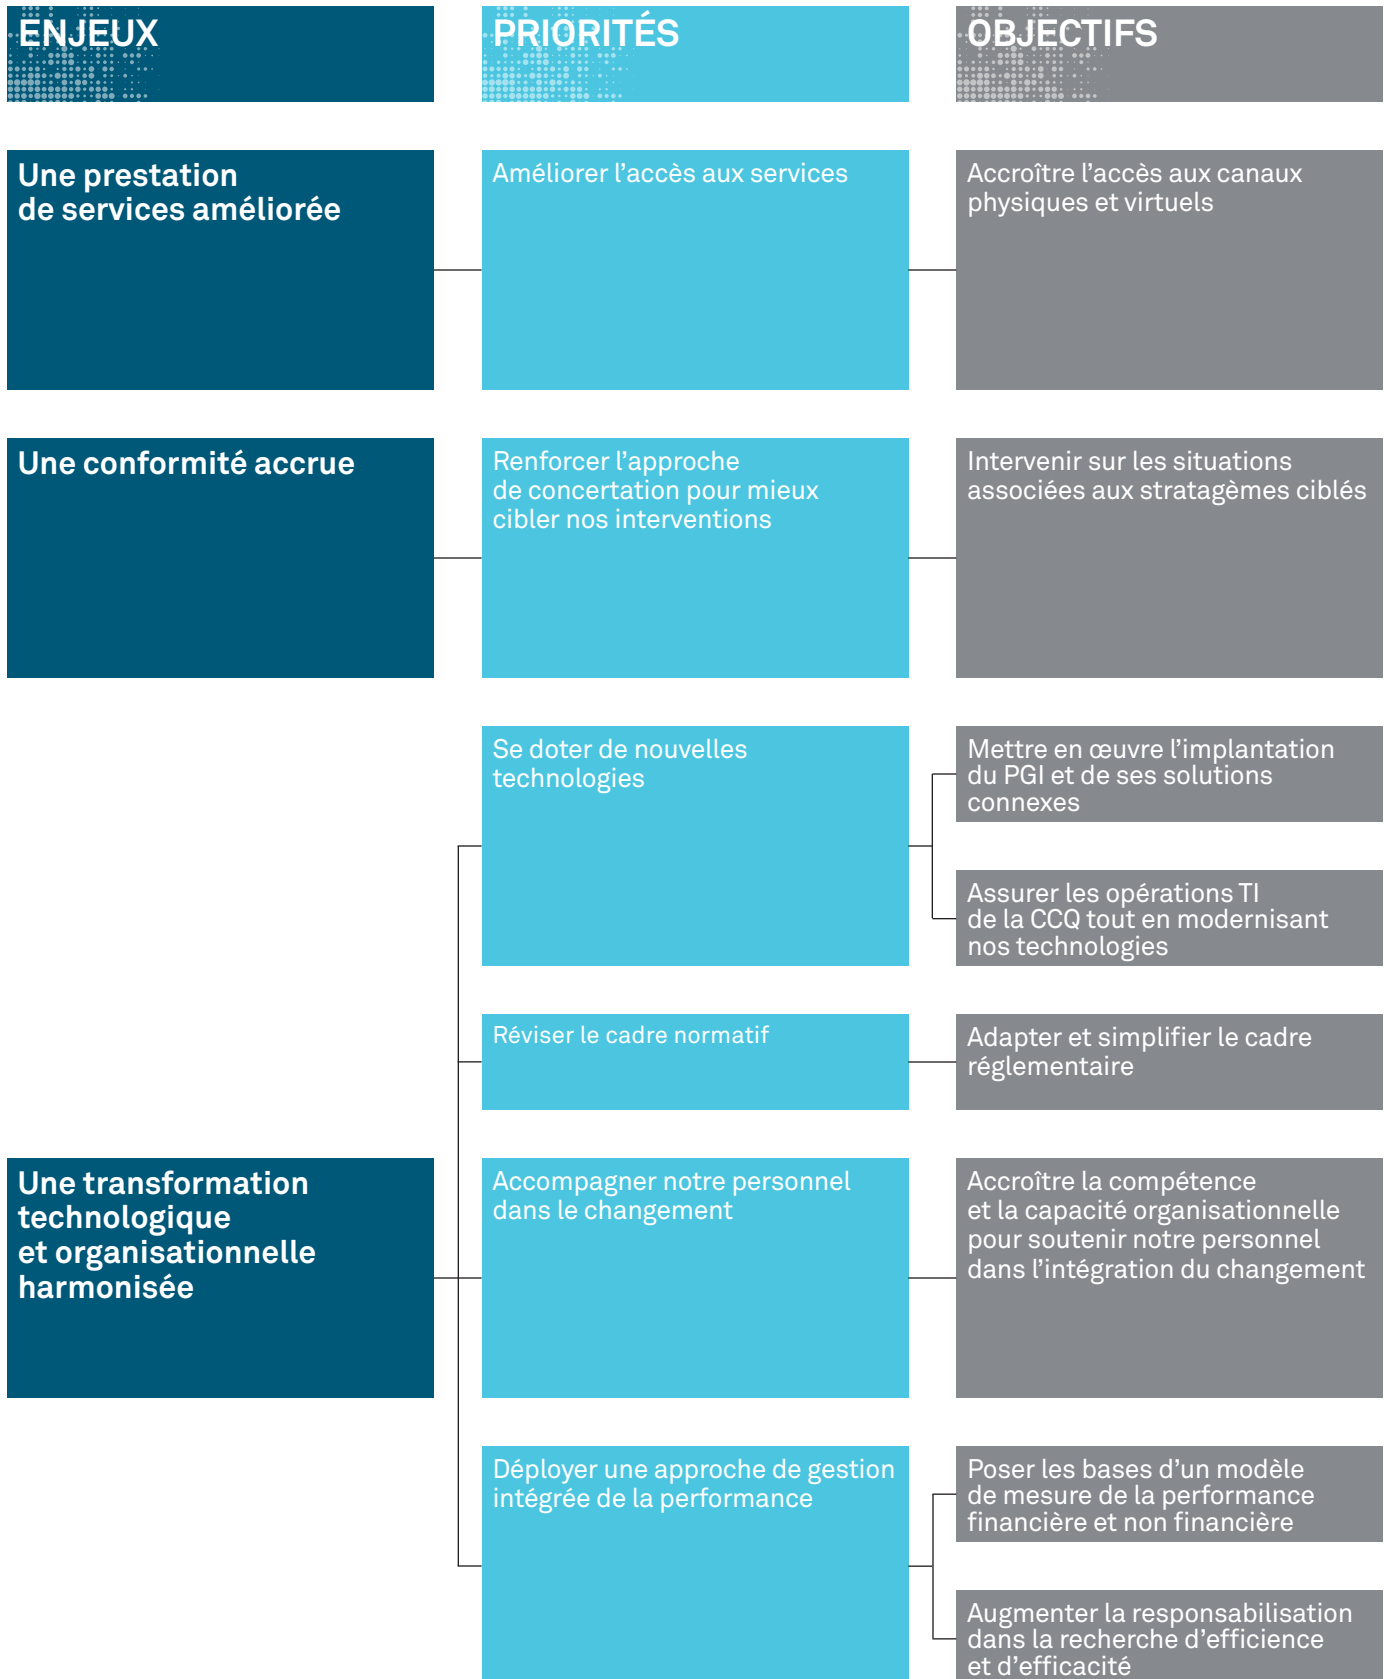 ENJEUX
PRIORITÉS
OBJECTIFS
Une prestation
de services améliorée
Améliorer l’accès aux services
Accroître l’accès aux canaux
physiques et virtuels
Une conformité accrue
Renforcer l’approche
de concertation pour mieux
cibler nos interventions
Intervenir sur les situations
associées aux stratagèmes ciblés
Une transformation
technologique
et organisationnelle
harmonisée
Se doter de nouvelles
technologies
Mettre en œuvre l’implantation
du PGI et de ses solutions
connexes
Assurer les opérations TI
de la CCQ tout en modernisant
nos technologies
Réviser le cadre normatif
Adapter et simplifier le cadre
réglementaire
Accompagner notre personnel
dans le changement
Accroître la compétence
et la capacité organisationnelle
pour soutenir notre personnel
dans l’intégration du changement
Déployer une approche de gestion
intégrée de la performance
Poser les bases d’un modèle
de mesure de la performance
financière et non financière
Augmenter la responsabilisation
dans la recherche d’efficience
et d’efficacité